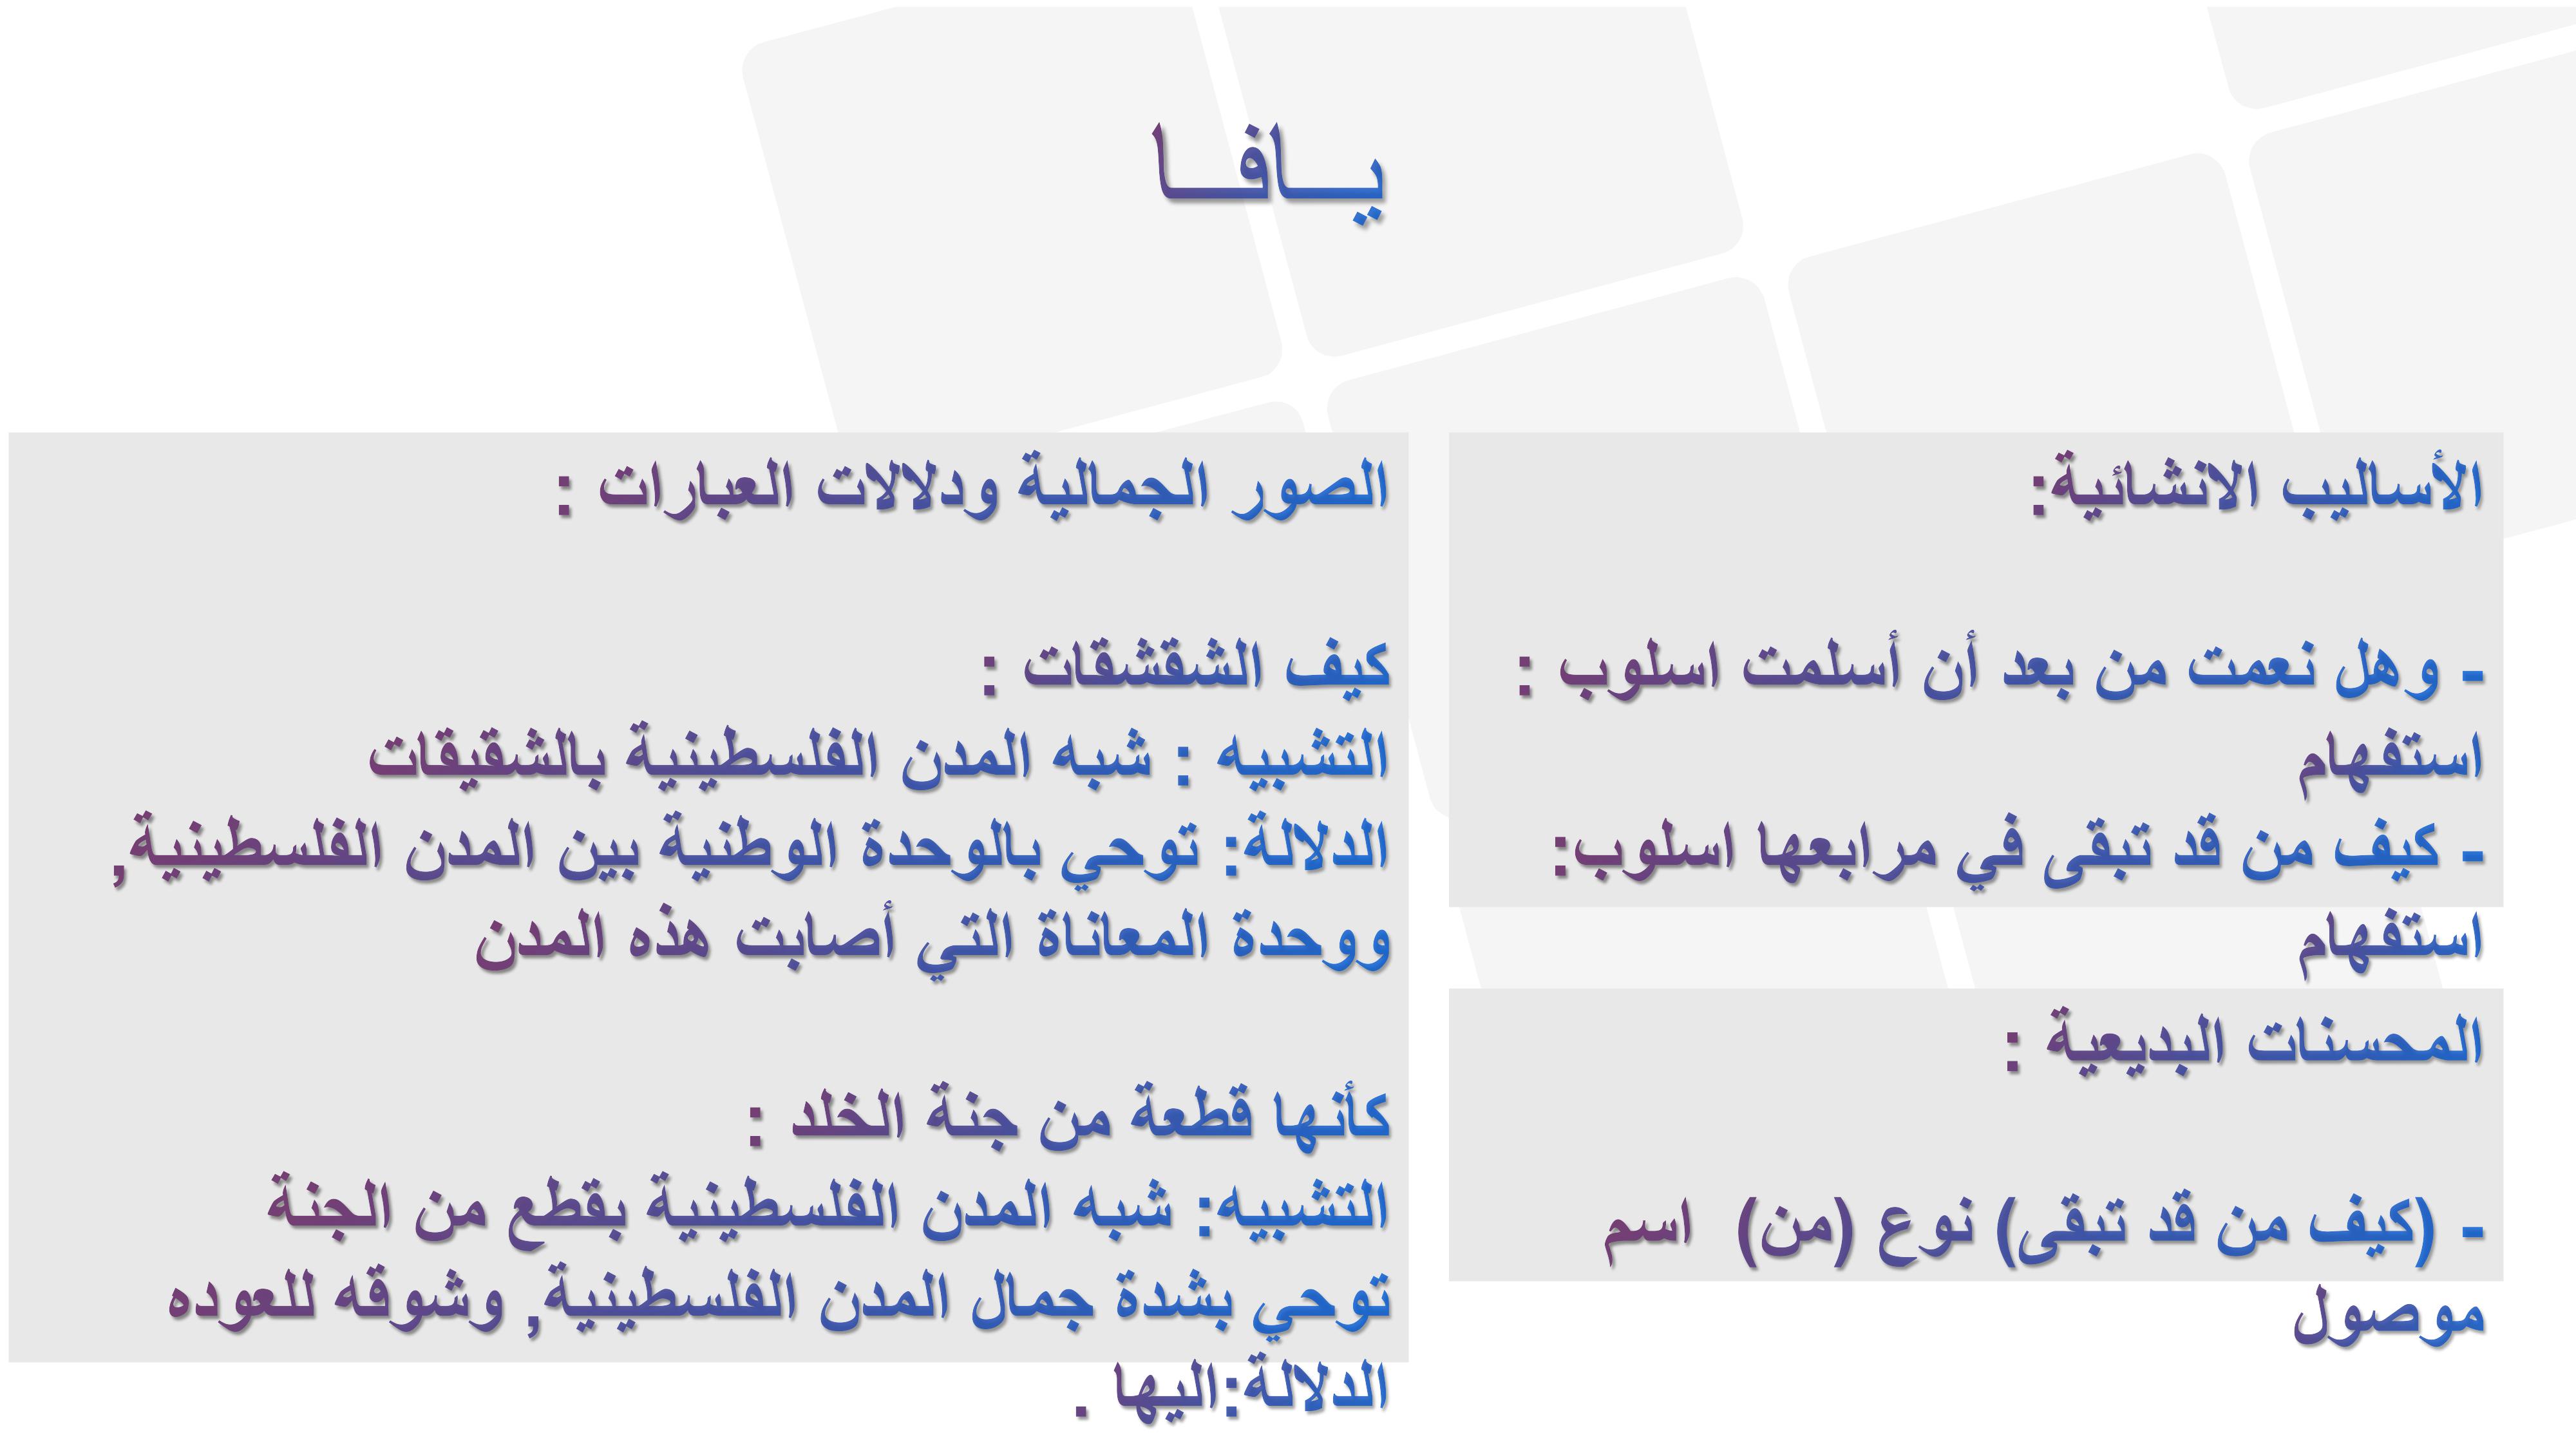 يــافــا
الأساليب الانشائية:
- وهل نعمت من بعد أن أسلمت اسلوب :
استفهام
- كيف من قد تبقى في مرابعها اسلوب:
استفهام
المحسنات البديعية :
- (كيف من قد تبقى) نوع (من) اسم
موصول
الصور الجمالية ودلالات العبارات :
كيف الشقشقات :
التشبيه : شبه المدن الفلسطينية بالشقيقات
الدلالة: توحي بالوحدة الوطنية بين المدن الفلسطينية,
ووحدة المعاناة التي أصابت هذه المدن
كأنها قطعة من جنة الخلد :
التشبيه: شبه المدن الفلسطينية بقطع من الجنة
توحي بشدة جمال المدن الفلسطينية, وشوقه للعوده
الدلالة:اليها .